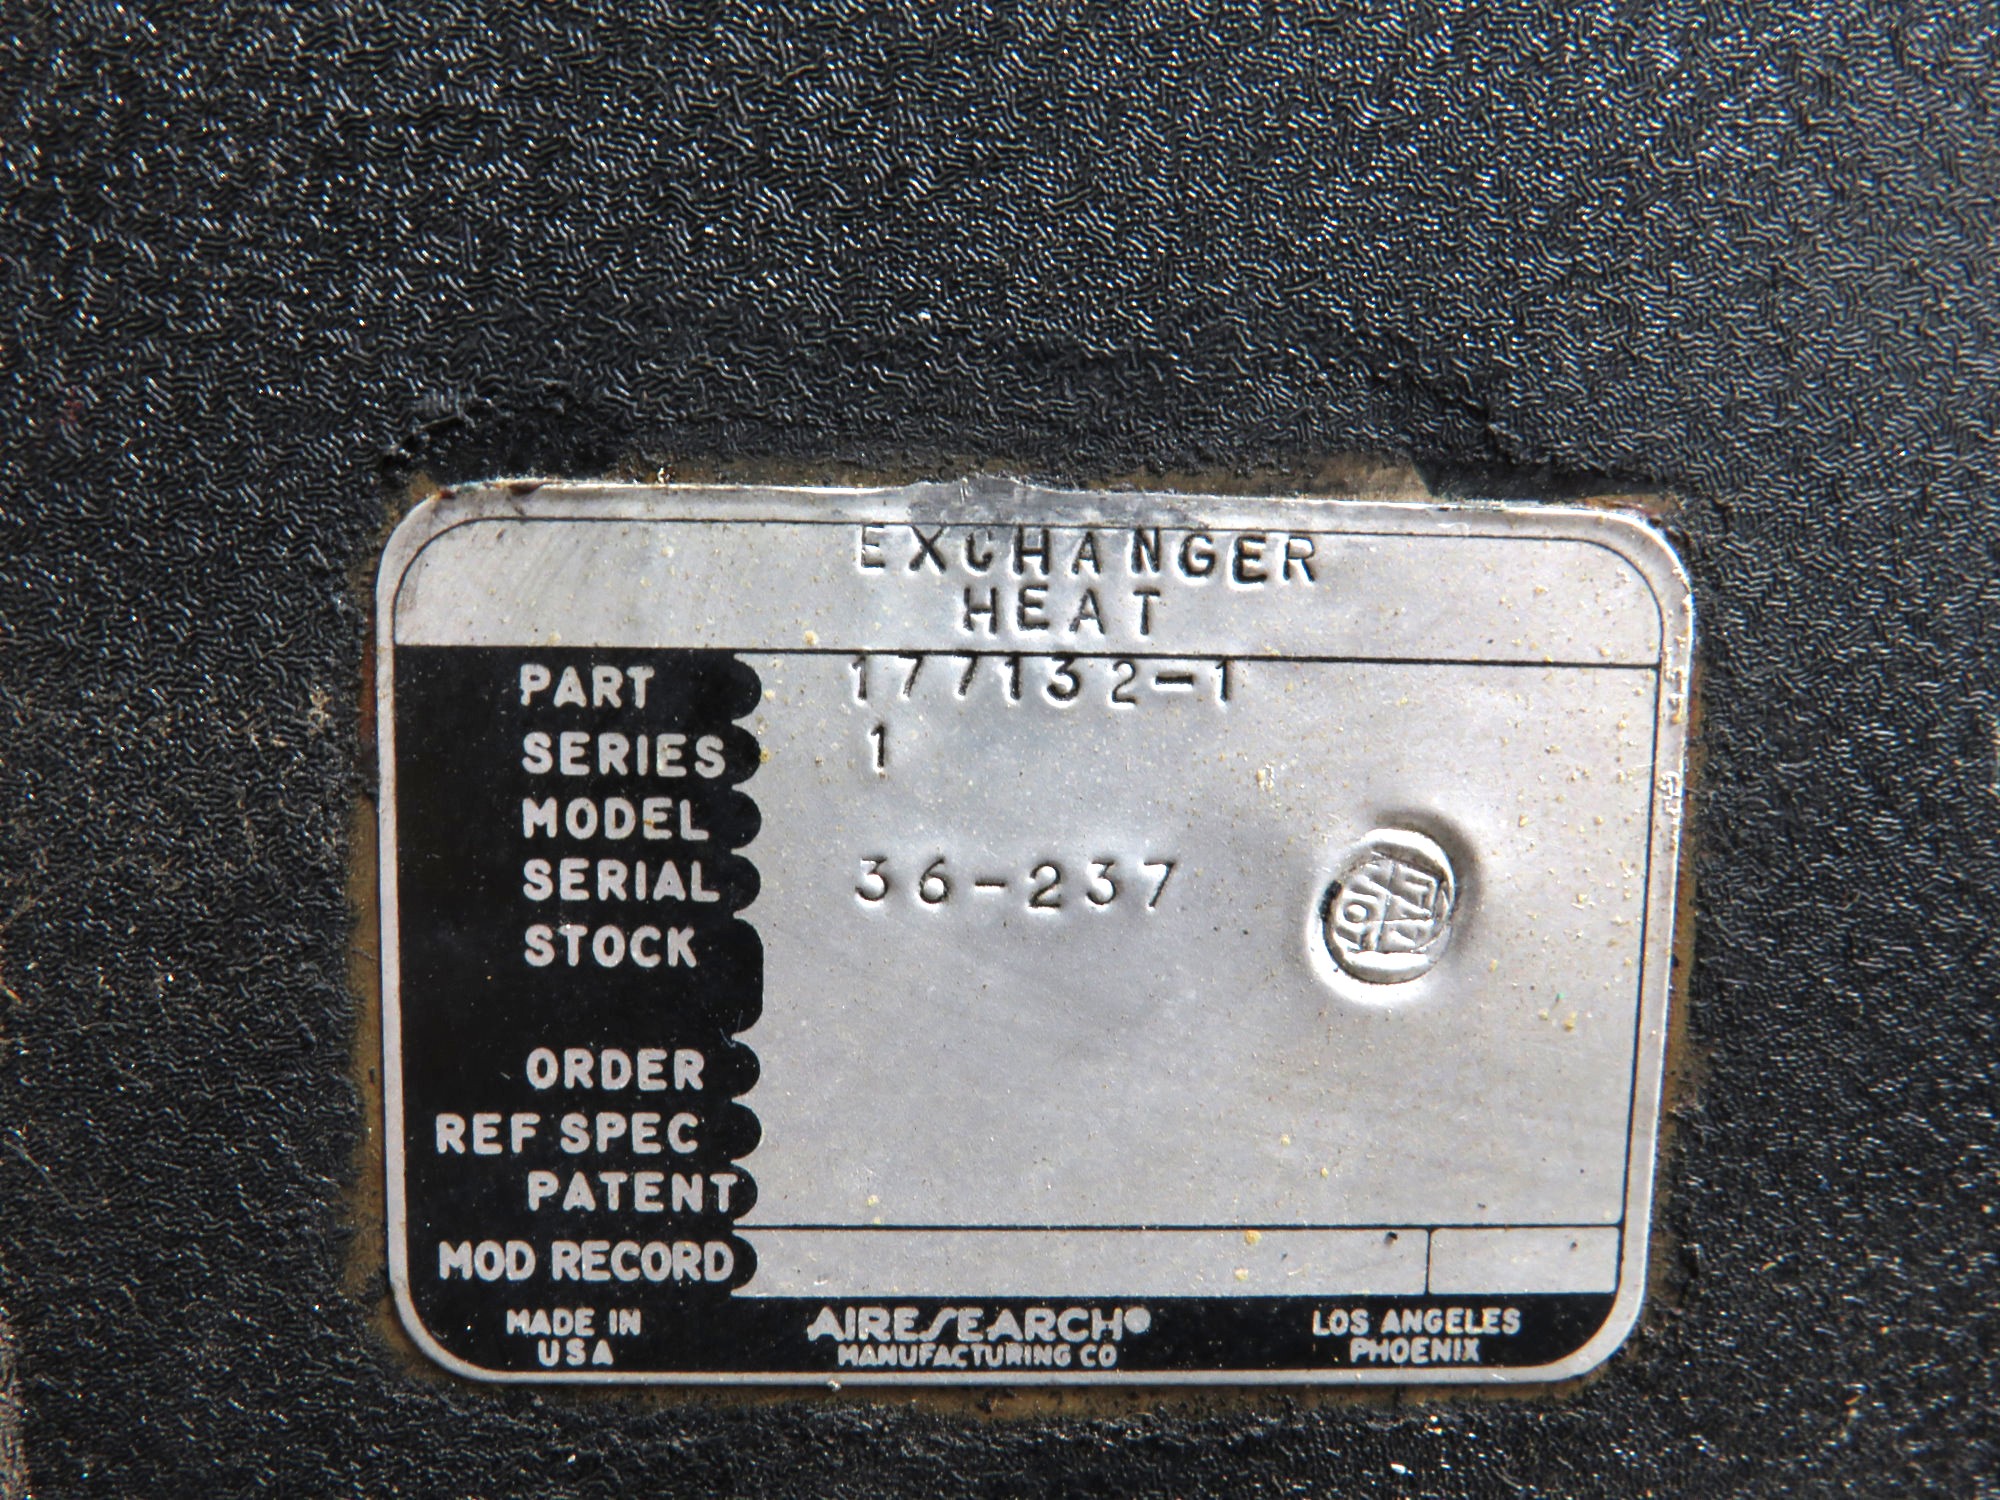 EXCHANGER
HEAT
PART 177132-1
SERIES 1
MODEL
SERIAL 36-237
STOCK
ORDER
REF SPEC
PATENT
MOD RECORD
MADE IN
USA
AIRESEARCH®
MANUFACTURING CO
LOS ANGELES
PHOENIX